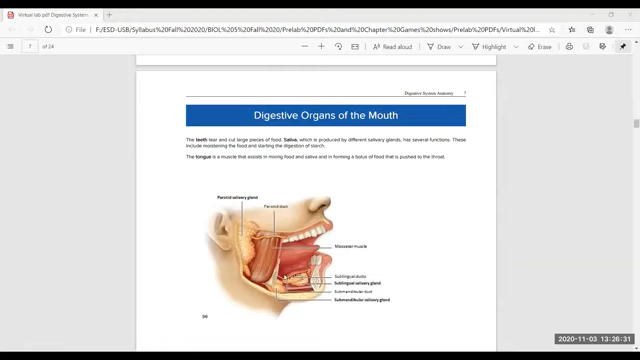 Virtual lab pdf Digestive System
File
F:/ESD-USB/Syllabus%20Fall%202020/BIOL%205%20Fall%20/Prelab%20PDFs%20and%20Chapter%20Games%20shows/Prelab%20PDFs/Virtual%20l...
7 of 24
Read aloud
Draw
Highlight
Erase
Digestive System Anatomy 7
Digestive Organs of the Mouth
The teeth tear and cut large pieces of food. Saliva, which is produced by different salivary glands, has several functions. These
include moistening the food and starting the digestion of starch.
The tongue is a muscle that assists in mixing food and saliva and in forming a bolus of food that is pushed to the throat.
Parotid salivary gland
Parotid duct
Masseter muscle
Sublingual ducts
Sublingual salivary gland
Submandibular duct
Submandibular salivary gland
2020-11-03 13:26:31